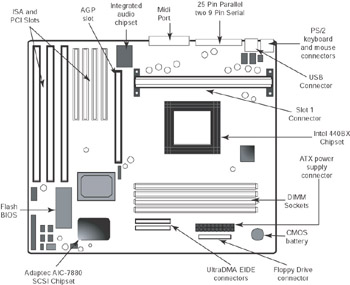 ISA and
PCI Slots
AGP
slot
Integrated
audio
chipset
Midi
Port
25 Pin Parallel
two 9 Pin Serial
PS/2
keyboard
and mouse
connectors
USB
Connector
Slot 1
Connector
Intel 440BX
Chipset
ATX power
supply
connector
DIMM
Sockets
CMOS
battery
Flash
BIOS
Adaptec AIC-7880
SCSI Chipset
UltraDMA EIDE
connectors
Floppy Drive
connector